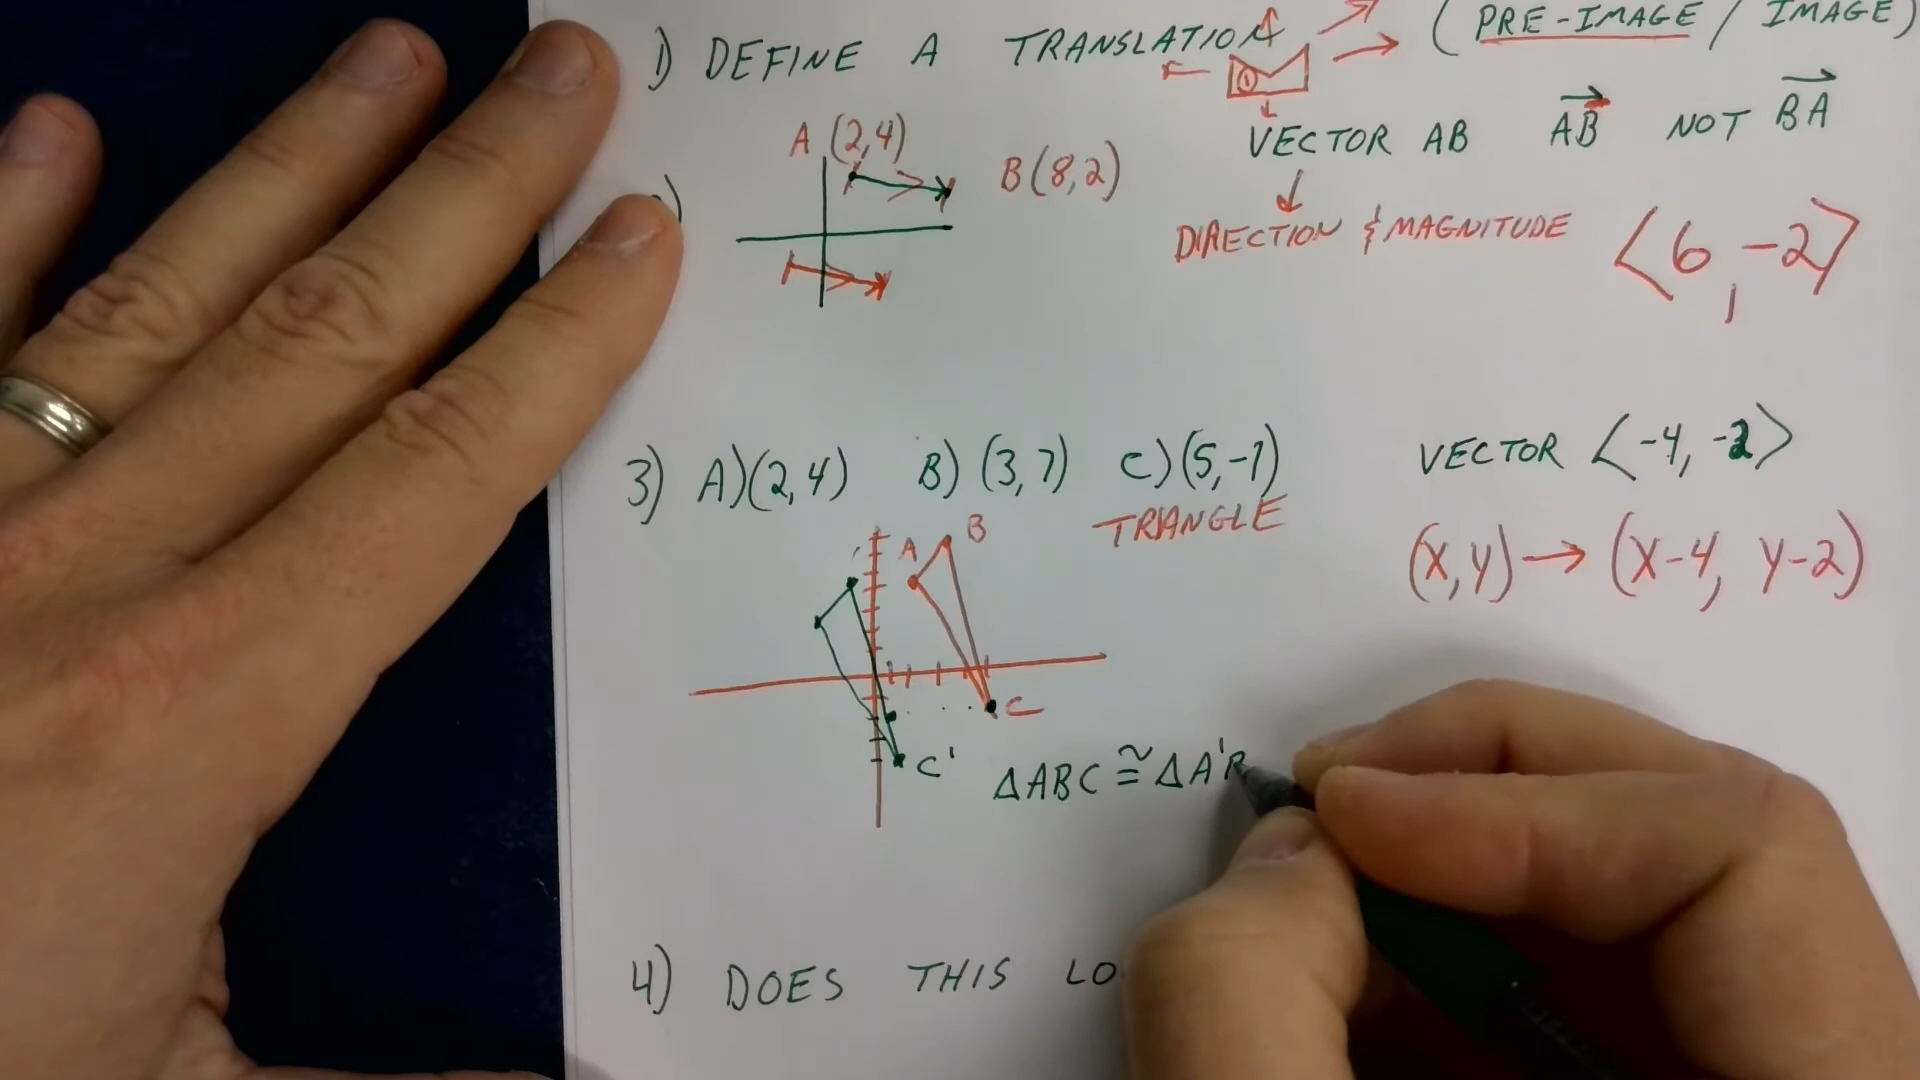 1) DEFINE A TRANSLATION (PRE-IMAGE / IMAGE)
VECTOR AB AB NOT BA
A (2,4) B(8,2)
DIRECTION & MAGNITUDE ⟨6, -2⟩
3) A)(2,4) B) (3,7) C)(5,-1) VECTOR ⟨-4, -2⟩
TRIANGLE
(X,Y) → (X-4, Y-2)
A B
C
C'
ΔABC ≅ ΔA'B
4) DOES THIS LO